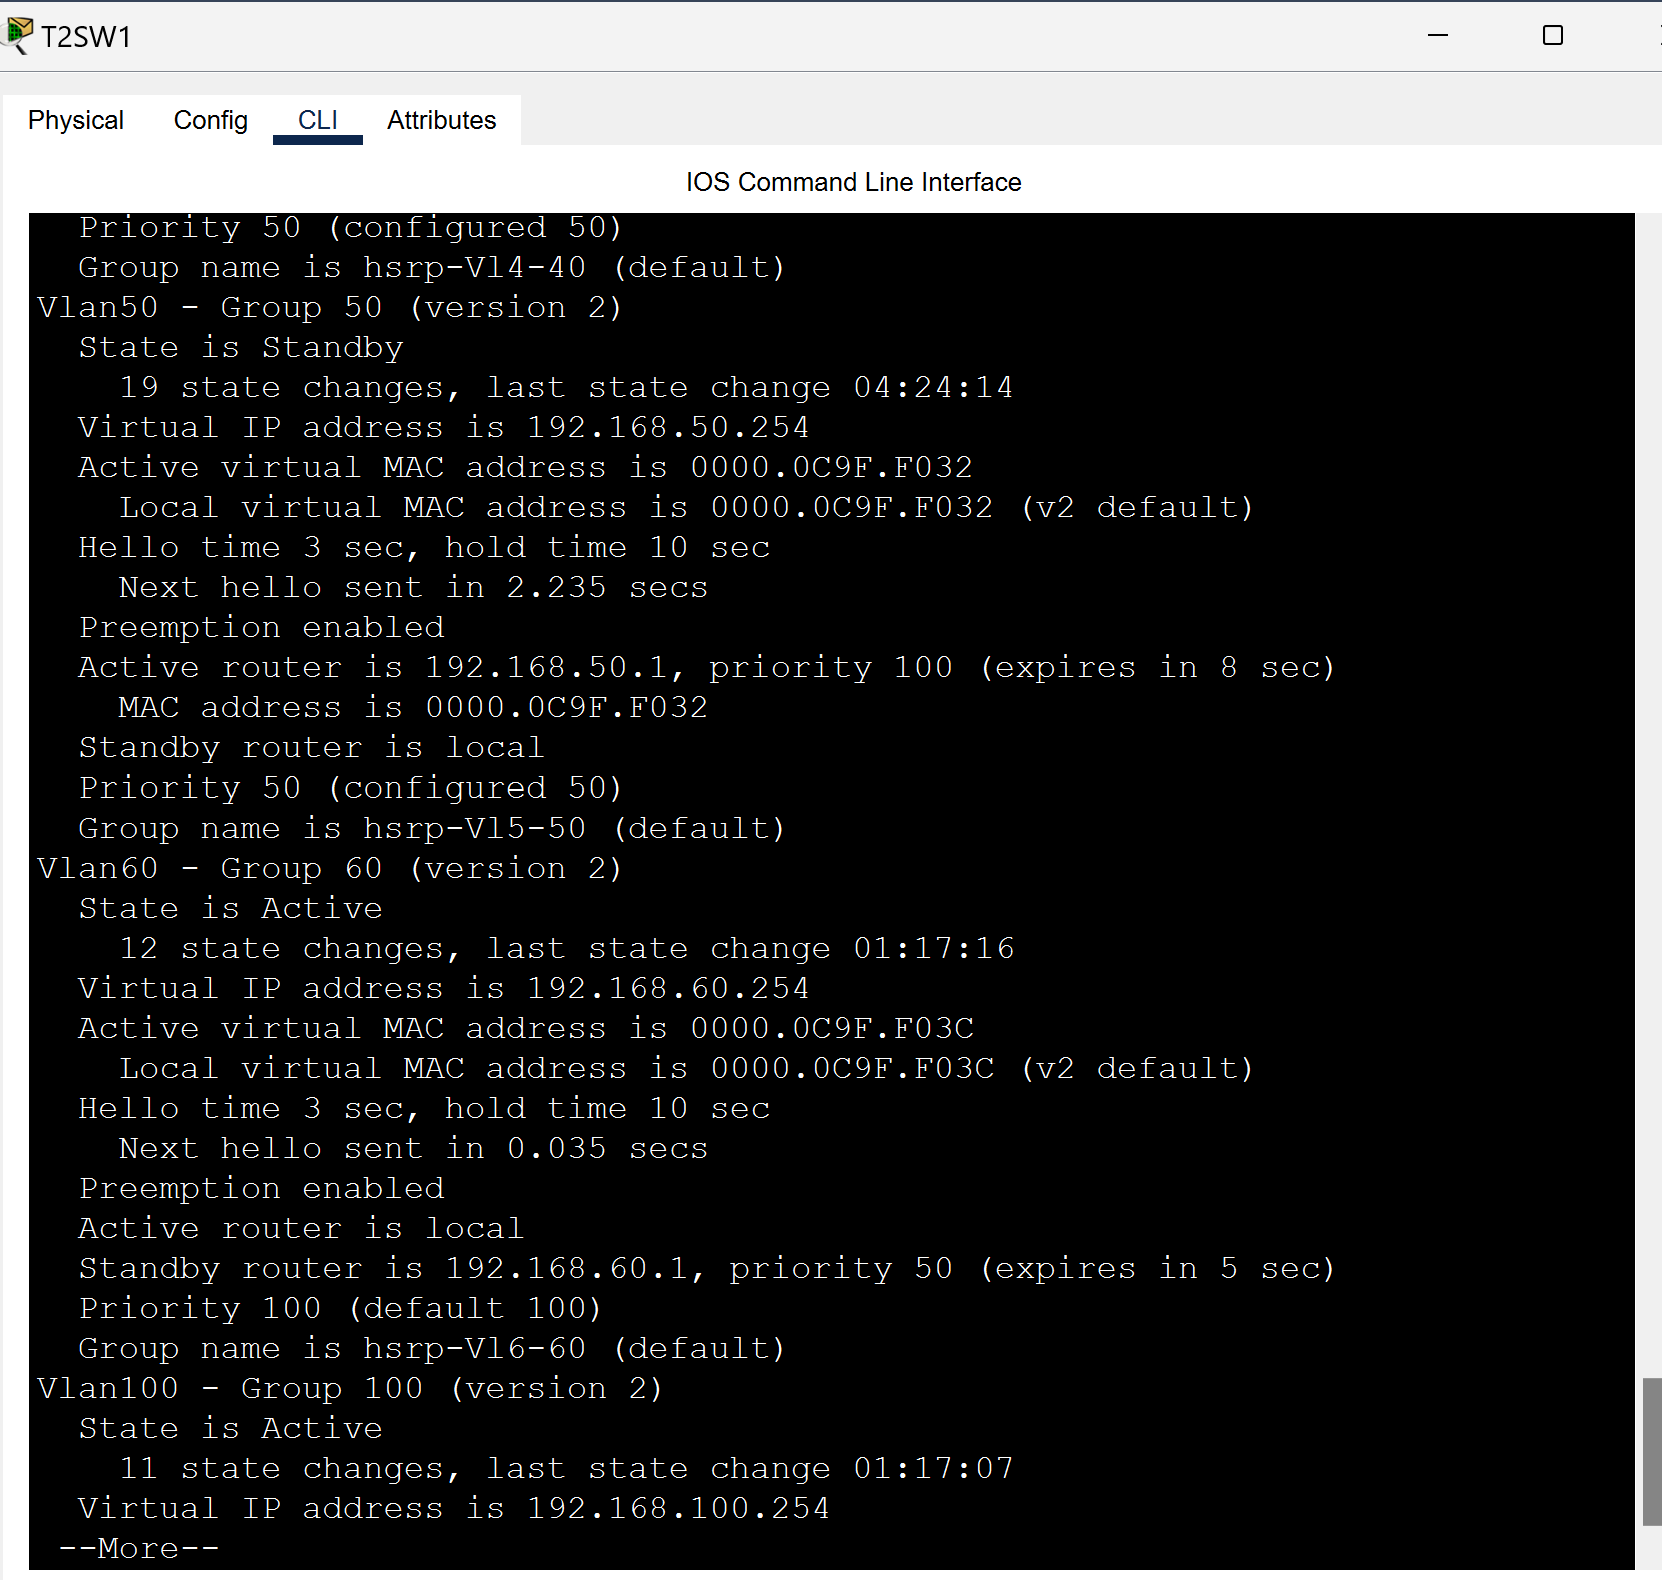 T2SW1
Physical Config CLI Attributes
IOS Command Line Interface
Priority 50 (configured 50)
Group name is hsrp-Vl4-40 (default)
Vlan50 - Group 50 (version 2)
State is Standby
19 state changes, last state change 04:24:14
Virtual IP address is 192.168.50.254
Active virtual MAC address is 0000.0C9F.F032
Local virtual MAC address is 0000.0C9F.F032 (v2 default)
Hello time 3 sec, hold time 10 sec
Next hello sent in 2.235 secs
Preemption enabled
Active router is 192.168.50.1, priority 100 (expires in 8 sec)
MAC address is 0000.0C9F.F032
Standby router is local
Priority 50 (configured 50)
Group name is hsrp-Vl5-50 (default)
Vlan60 - Group 60 (version 2)
State is Active
12 state changes, last state change 01:17:16
Virtual IP address is 192.168.60.254
Active virtual MAC address is 0000.0C9F.F03C
Local virtual MAC address is 0000.0C9F.F03C (v2 default)
Hello time 3 sec, hold time 10 sec
Next hello sent in 0.035 secs
Preemption enabled
Active router is local
Standby router is 192.168.60.1, priority 50 (expires in 5 sec)
Priority 100 (default 100)
Group name is hsrp-Vl6-60 (default)
Vlan100 - Group 100 (version 2)
State is Active
11 state changes, last state change 01:17:07
Virtual IP address is 192.168.100.254
--More--